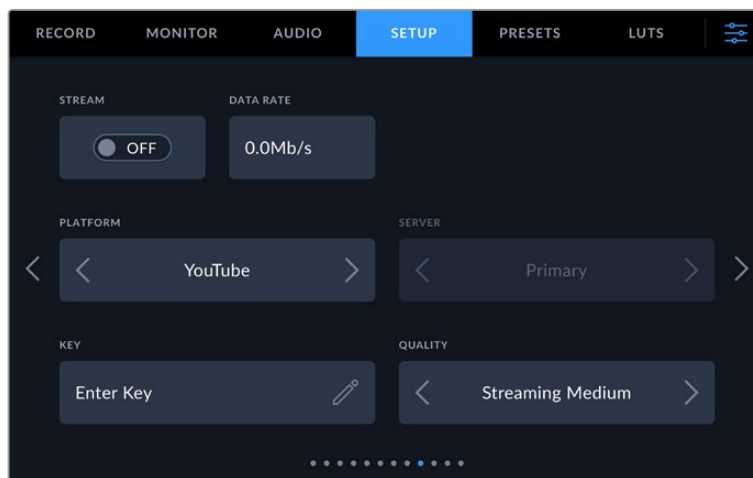 RECORD MONITOR AUDIO SETUP PRESETS LUTS
STREAM DATA RATE
OFF 0.0Mb/s
PLATFORM SERVER
YouTube Primary
KEY QUALITY
Enter Key Streaming Medium